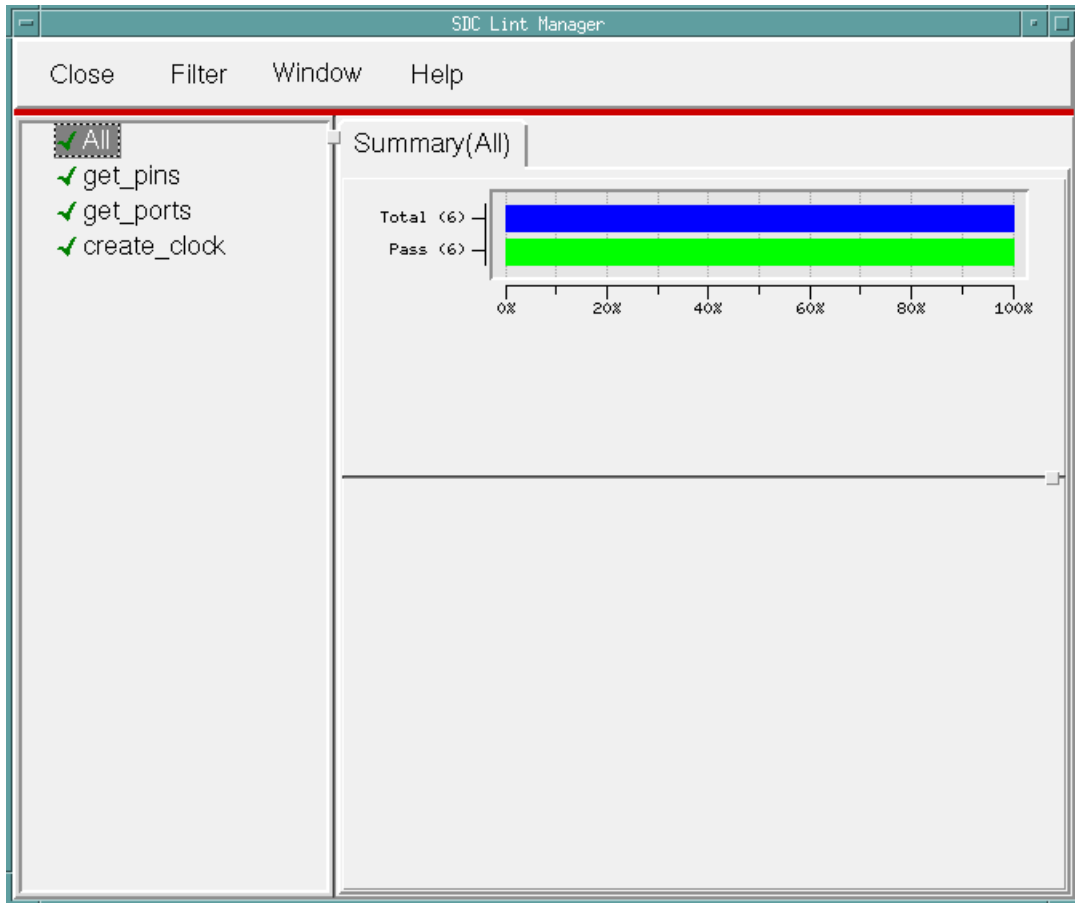 SDC Lint Manager
Close Filter Window Help
All
get_pins
get_ports
create_clock
Summary(All)
Total (6)
Pass (6)
0% 20% 40% 60% 80% 100%